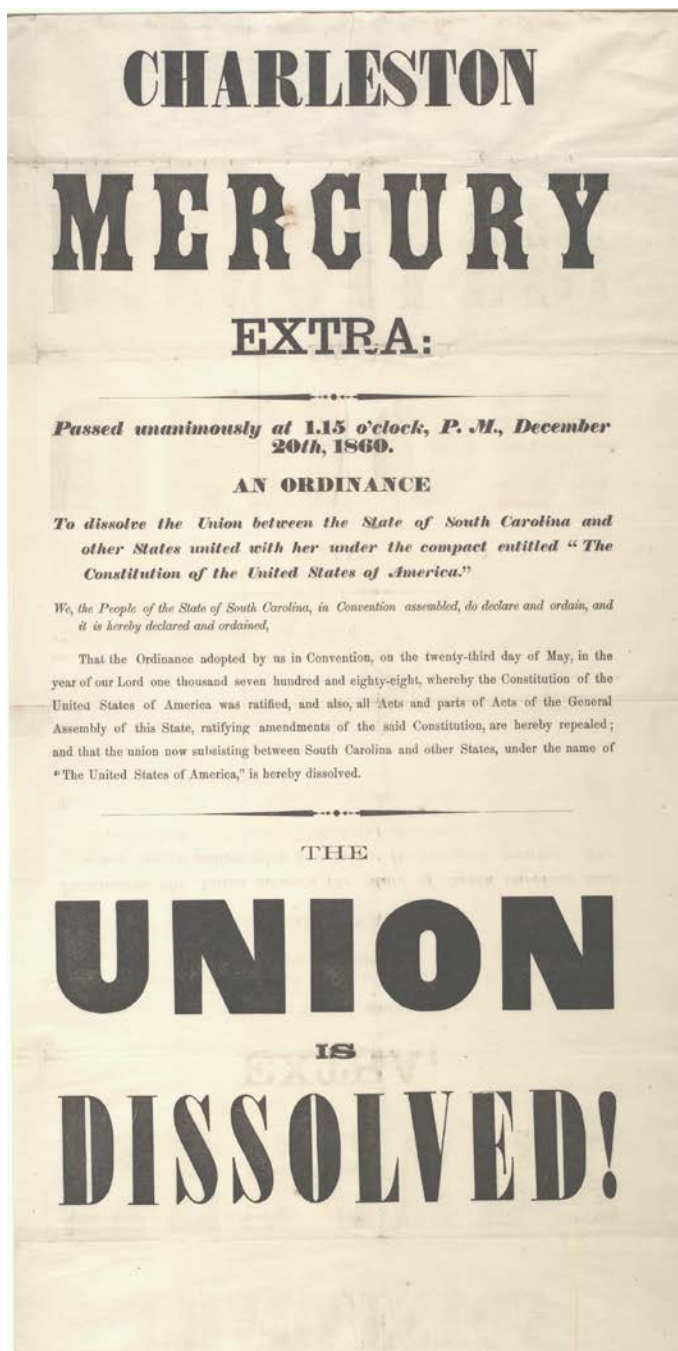 CHARLESTON
MERCURY
EXTRA:
Passed unanimously at 1.15 o'clock, P. M., December
20th, 1860.
AN ORDINANCE
To dissolve the Union between the State of South Carolina and
other States united with her under the compact entitled “The
Constitution of the United States of America.”
We, the People of the State of South Carolina, in Convention assembled, do declare and ordain, and
it is hereby declared and ordained,
That the Ordinance adopted by us in Convention, on the twenty-third day of May, in the
year of our Lord one thousand seven hundred and eighty-eight, whereby the Constitution of the
United States of America was ratified, and also, all Acts and parts of Acts of the General
Assembly of this State, ratifying amendments of the said Constitution, are hereby repealed;
and that the union now subsisting between South Carolina and other States, under the name of
“The United States of America,” is hereby dissolved.
THE
UNION
IS
DISSOLVED!